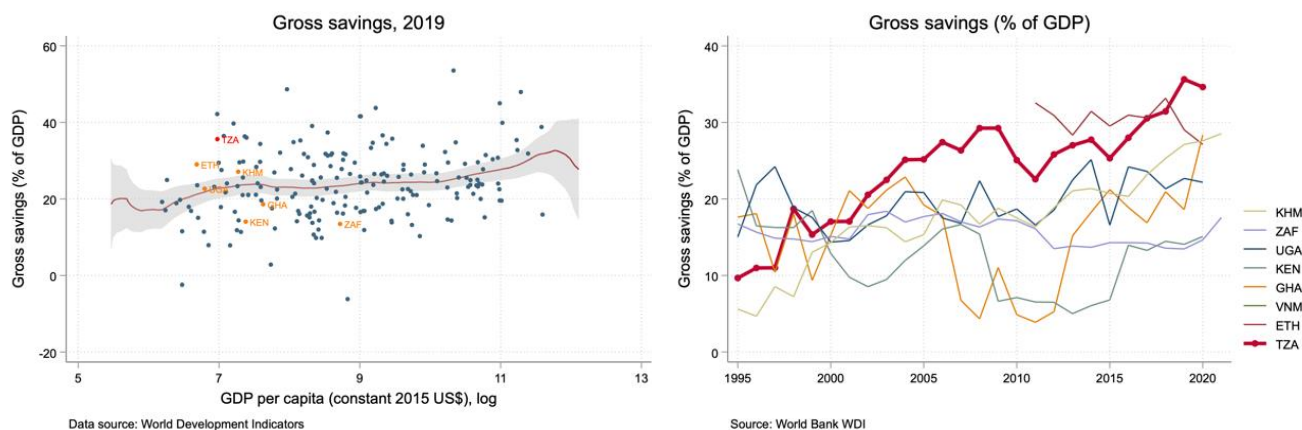 Gross savings, 2019
60
40
20
0
-20
Gross savings (% of GDP)
TZA
ETH
KHM
UGA
GHA
KEN
ZAF
5
7
9
11
13
GDP per capita (constant 2015 US$), log
Data source: World Development Indicators
Gross savings (% of GDP)
40
30
20
10
0
Gross savings (% of GDP)
1995
2000
2005
2010
2015
2020
KHM
ZAF
UGA
KEN
GHA
VNM
ETH
TZA
Source: World Bank WDI